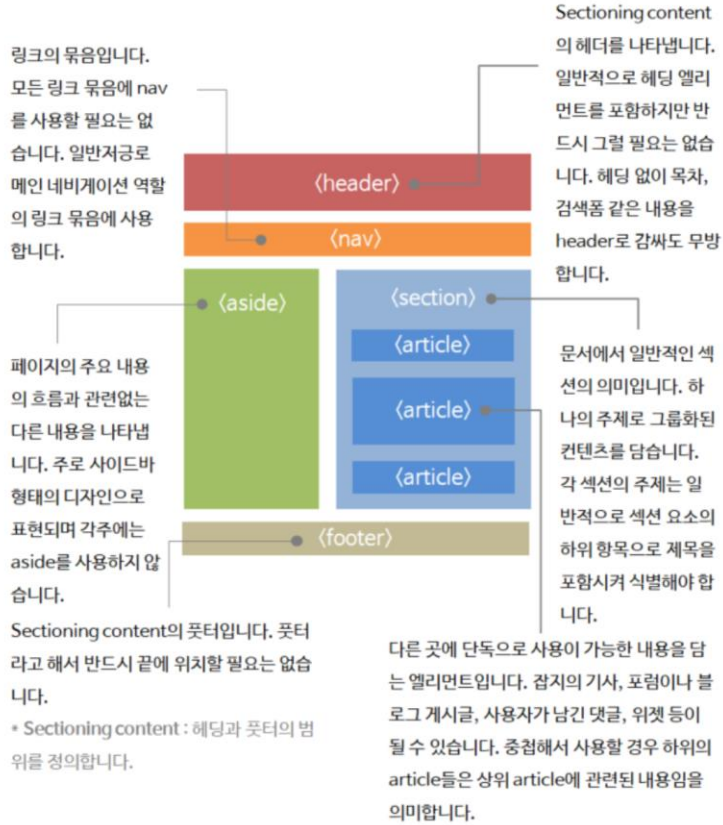 링크의 묶음입니다.
모든 링크 묶음에 nav
를 사용할 필요는 없
습니다. 일반저긍로
메인 네비게이션 역할
의 링크 묶음에 사용
합니다.
Sectioning content
의 헤더를 나타냅니다.
일반적으로 헤딩 엘리
먼트를 포함하지만 반
드시 그럴 필요는 없습
니다. 헤딩 없이 목차,
검색폼 같은 내용을
header로 감싸도 무방
합니다.
<header>
<nav>
<aside>
<section>
<article>
<article>
<article>
<footer>
페이지의 주요 내용
의 흐름과 관련없는
다른 내용을 나타냅
니다. 주로 사이드바
형태의 디자인으로
표현되며 각주에는
aside를 사용하지 않
습니다.
문서에서 일반적인 섹
션의 의미입니다. 하
나의 주제로 그룹화된
컨텐츠를 담습니다.
각 섹션의 주제는 일
반적으로 섹션 요소의
하위 항목으로 제목을
포함시켜 식별해야 합
니다.
Sectioning content의 풋터입니다. 풋터
라고 해서 반드시 끝에 위치할 필요는 없습
니다.
* Sectioning content : 헤딩과 풋터의 범
위를 정의합니다.
다른 곳에 단독으로 사용이 가능한 내용을 담
는 엘리먼트입니다. 잡지의 기사, 포럼이나 블
로그 게시글, 사용자가 남긴 댓글, 위젯 등이
될 수 있습니다. 중첩해서 사용할 경우 하위의
article들은 상위 article에 관련된 내용임을
의미합니다.